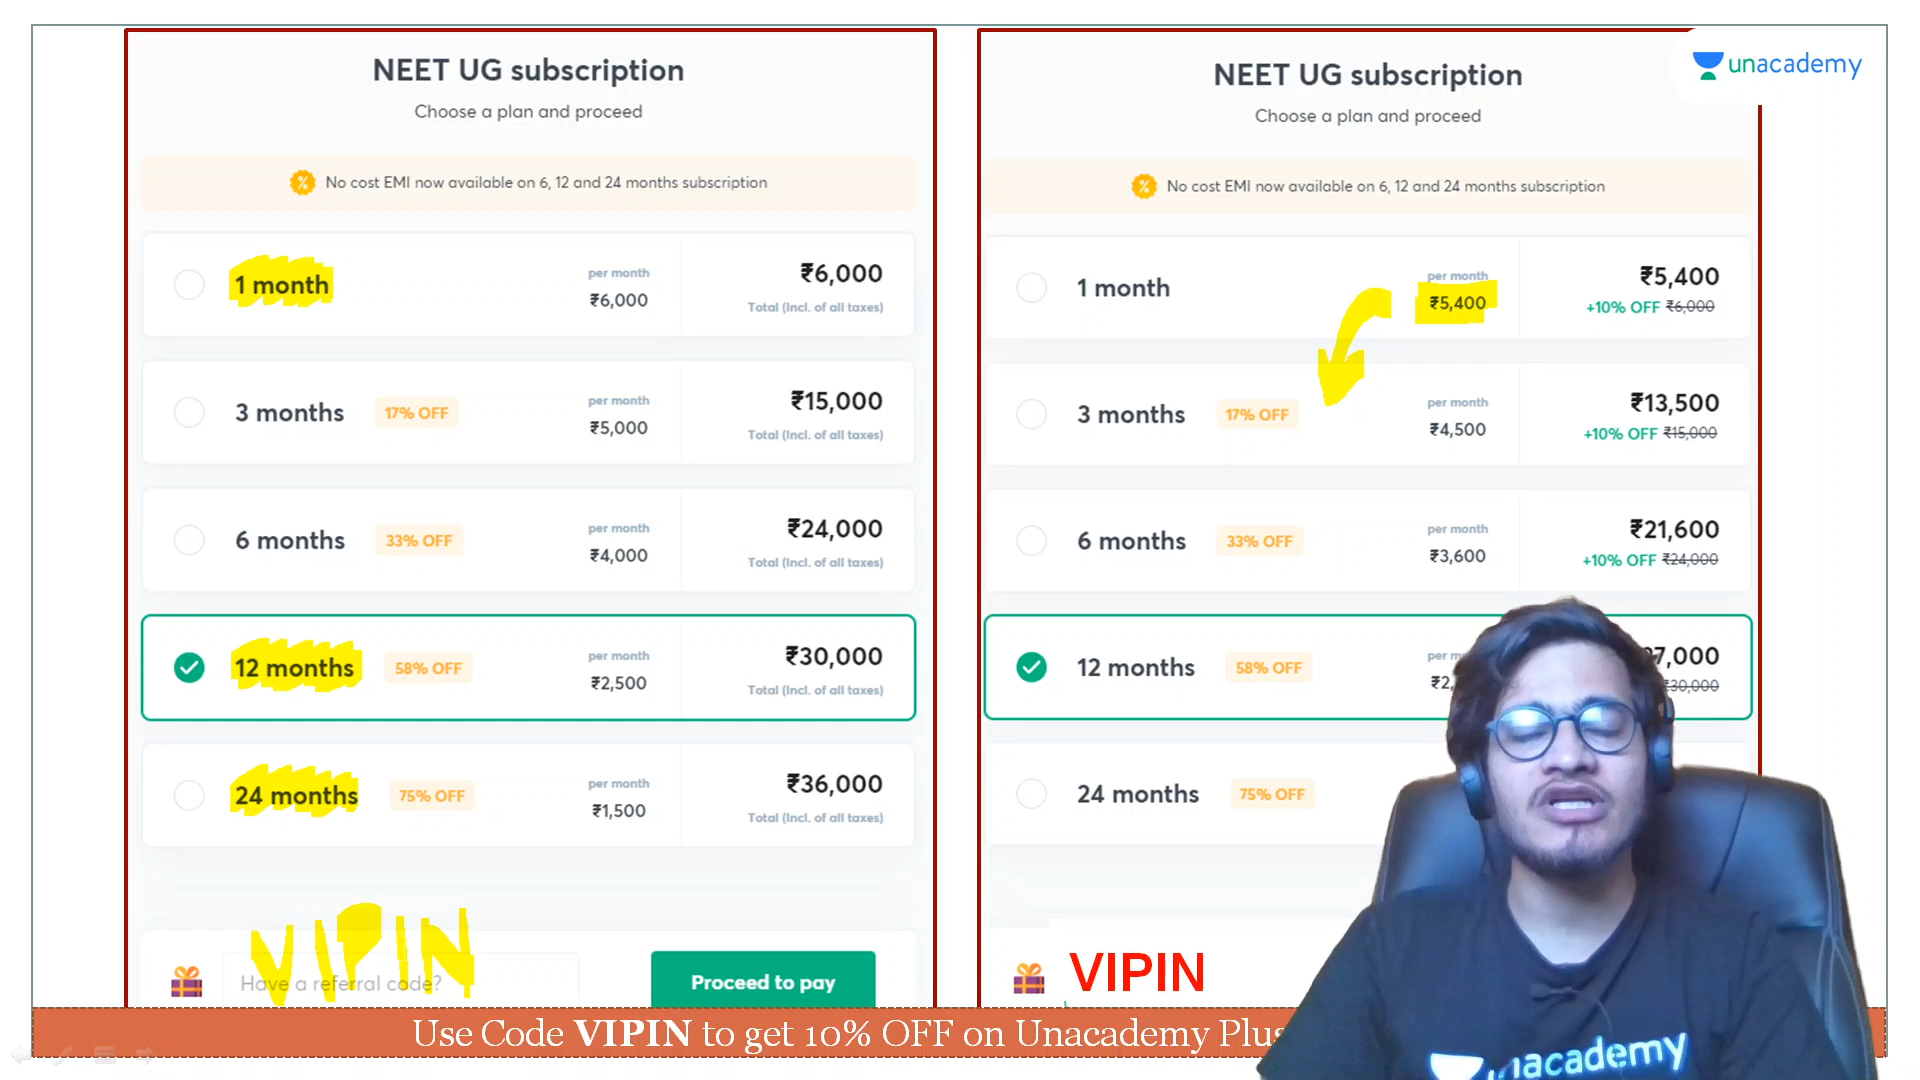 NEET UG subscription
Choose a plan and proceed
No cost EMI now available on 6, 12 and 24 months subscription
1 month
per month
₹6,000
₹6,000
Total (Incl. of all taxes)
3 months
17% OFF
per month
₹5,000
₹15,000
Total (Incl. of all taxes)
6 months
33% OFF
per month
₹4,000
₹24,000
Total (Incl. of all taxes)
12 months
58% OFF
per month
₹2,500
₹30,000
Total (Incl. of all taxes)
24 months
75% OFF
per month
₹1,500
₹36,000
Total (Incl. of all taxes)
VIPIN
Have a referral code?
Proceed to pay
unacademy
NEET UG subscription
Choose a plan and proceed
No cost EMI now available on 6, 12 and 24 months subscription
1 month
per month
₹5,400
₹5,400
+10% OFF ₹6,000
3 months
17% OFF
per month
₹4,500
₹13,500
+10% OFF ₹15,000
6 months
33% OFF
per month
₹3,600
₹21,600
+10% OFF ₹24,000
12 months
58% OFF
per
7,000
₹30,000
24 months
75% OFF
VIPIN
Use Code VIPIN to get 10% OFF on Unacademy Plus
unacademy